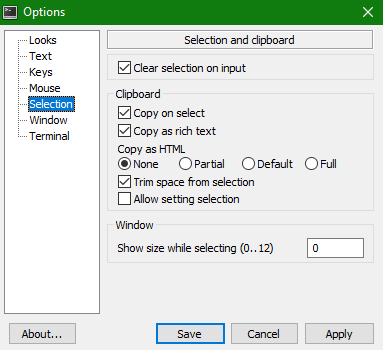 Options
Looks
Text
Keys
Mouse
Selection
Window
Terminal
Selection and clipboard
Clear selection on input
Clipboard
Copy on select
Copy as rich text
Copy as HTML
None Partial Default Full
Trim space from selection
Allow setting selection
Window
Show size while selecting (0..12) 0
About... Save Cancel Apply